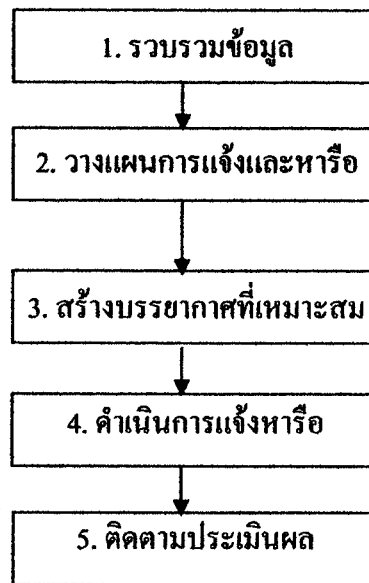 1. รวบรวมข้อมูล
2. วางแผนการแจ้งและหารือ
3. สร้างบรรยากาศที่เหมาะสม
4. ดำเนินการแจ้งหารือ
5. ติดตามประเมินผล